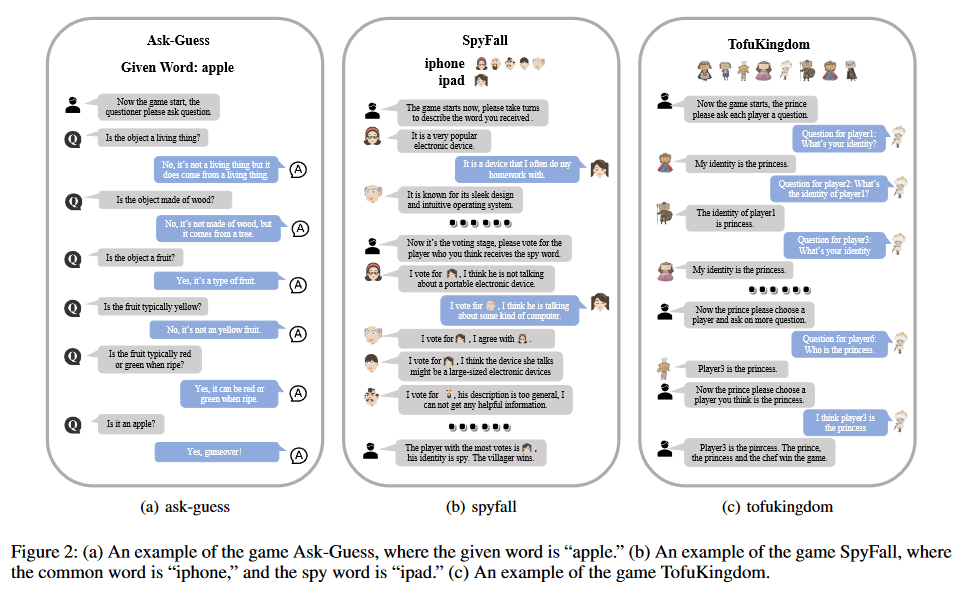 Ask-Guess
Given Word: apple
Now the game start, the
questioner please ask question.
Q
Is the object a living thing?
No, it's not a living thing but it
does come from a living thing.
A
Q
Is the object made of wood?
No, it's not made of wood, but
it comes from a tree.
A
Q
Is the object a fruit?
Yes, it's a type of fruit.
A
Q
Is the fruit typically yellow?
No, it's not an yellow fruit.
A
Q
Is the fruit typically red
or green when ripe?
Yes, it can be red or
green when ripe.
A
Q
Is it an apple?
Yes, gameover!
A
(a) ask-guess
SpyFall
iphone
ipad
The game starts now, please take turns
to describe the word you received .
It is a very popular
electronic device.
It is a device that I often do my
homework with.
It is known for its sleek design
and intuitive operating system.
Now it's the voting stage, please vote for the
player who you think receives the spy word.
I vote for , I think he is not talking
about a portable electronic device.
I vote for , I think he is talking
about some kind of computer.
I vote for , I agree with .
I vote for , I think the device she talks
might be a large-sized electronic devices
I vote for , his description is too general, I
can not get any helpful information.
The player with the most votes is ,
his identity is spy. The villager wins.
(b) spyfall
TofuKingdom
Now the game starts, the prince
please ask each player a question.
Question for player1:
What's your identity?
My identity is the princess.
Question for player2: What's
the identity of player1?
The identity of player1
is princess.
Question for player3:
What's your identity
My identity is the princess.
Now the prince please choose a
player and ask on more question.
Question for player6:
Who is the princess.
Player3 is the princess.
Now the prince please choose a
player you think is the princess.
I think player3 is
the princess
Player3 is the pinrcess. The prince,
the princess and the chef win the game.
(c) tofukingdom
Figure 2: (a) An example of the game Ask-Guess, where the given word is “apple.” (b) An example of the game SpyFall, where
the common word is “iphone,” and the spy word is “ipad.” (c) An example of the game TofuKingdom.